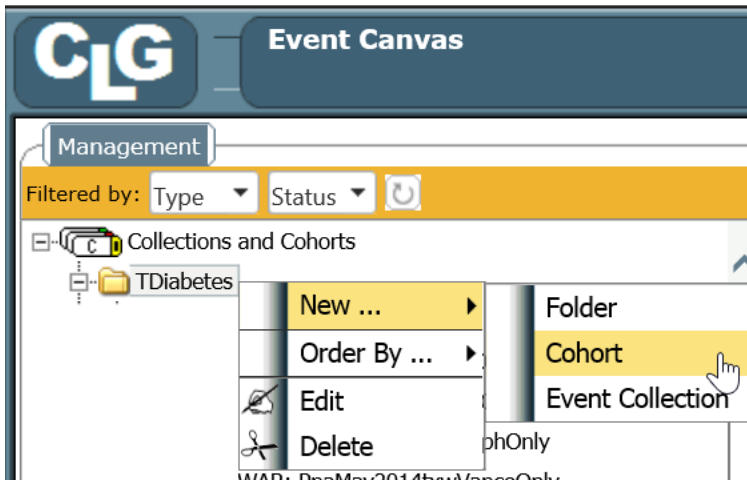 CLG
Event Canvas
Management
Filtered by: Type Status
C Collections and Cohorts
TDiabetes
New ...
Folder
Order By ...
Cohort
Edit
Event Collection
Delete
phOnly